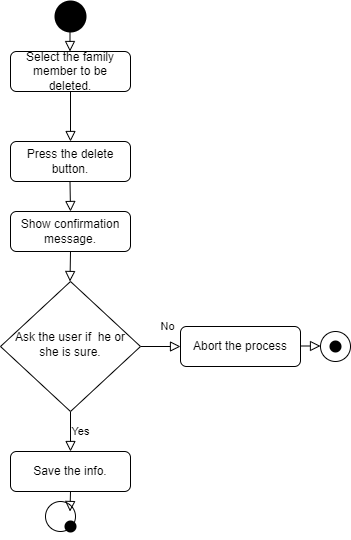 Select the family
member to be
deleted.
Press the delete
button.
Show confirmation
message.
Ask the user if  he or
she is sure.
No
Abort the process
Yes
Save the info.